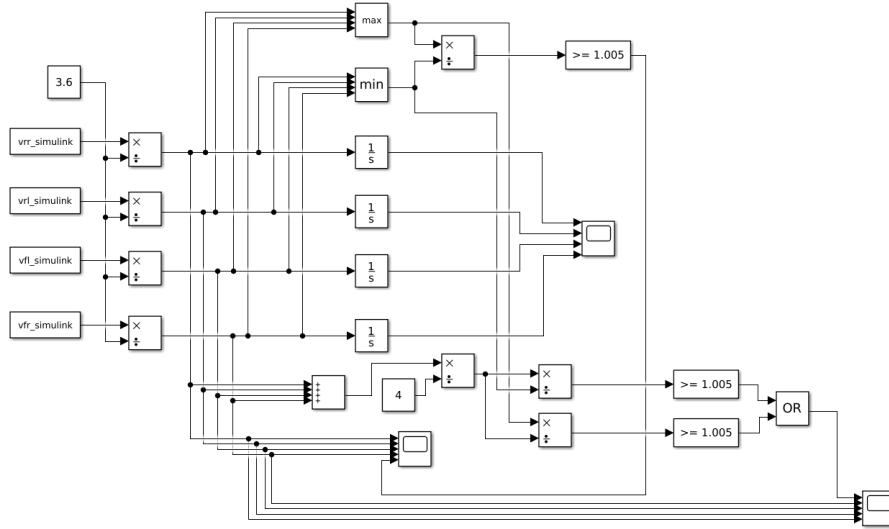 max
×
÷
>= 1.005
min
3.6
vrr_simulink
×
÷
1
s
vrl_simulink
×
÷
1
s
vfl_simulink
×
÷
1
s
vfr_simulink
×
÷
1
s
+
+
+
+
4
×
÷
×
÷
>= 1.005
OR
×
÷
>= 1.005